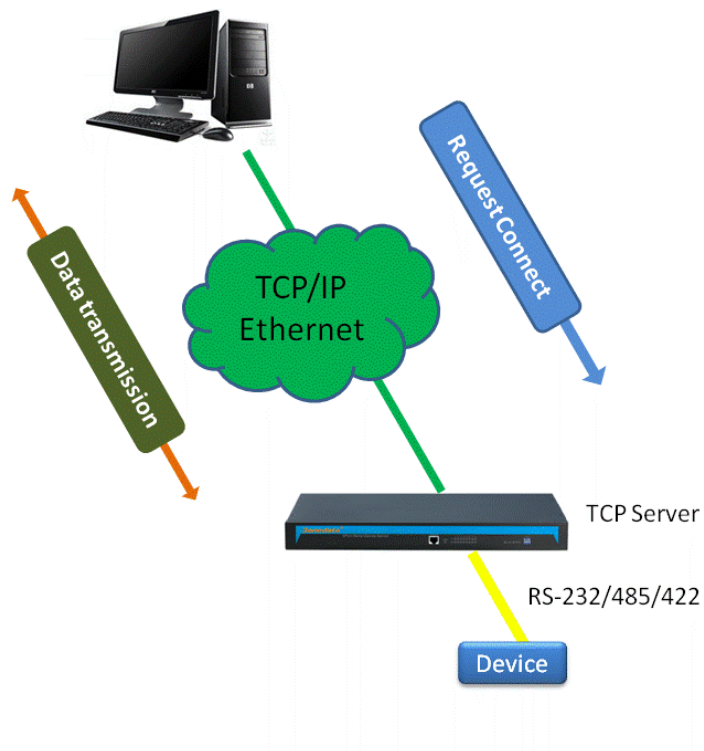 Request Connect
Data transmission
TCP/IP
Ethernet
TCP Server
RS-232/485/422
Device